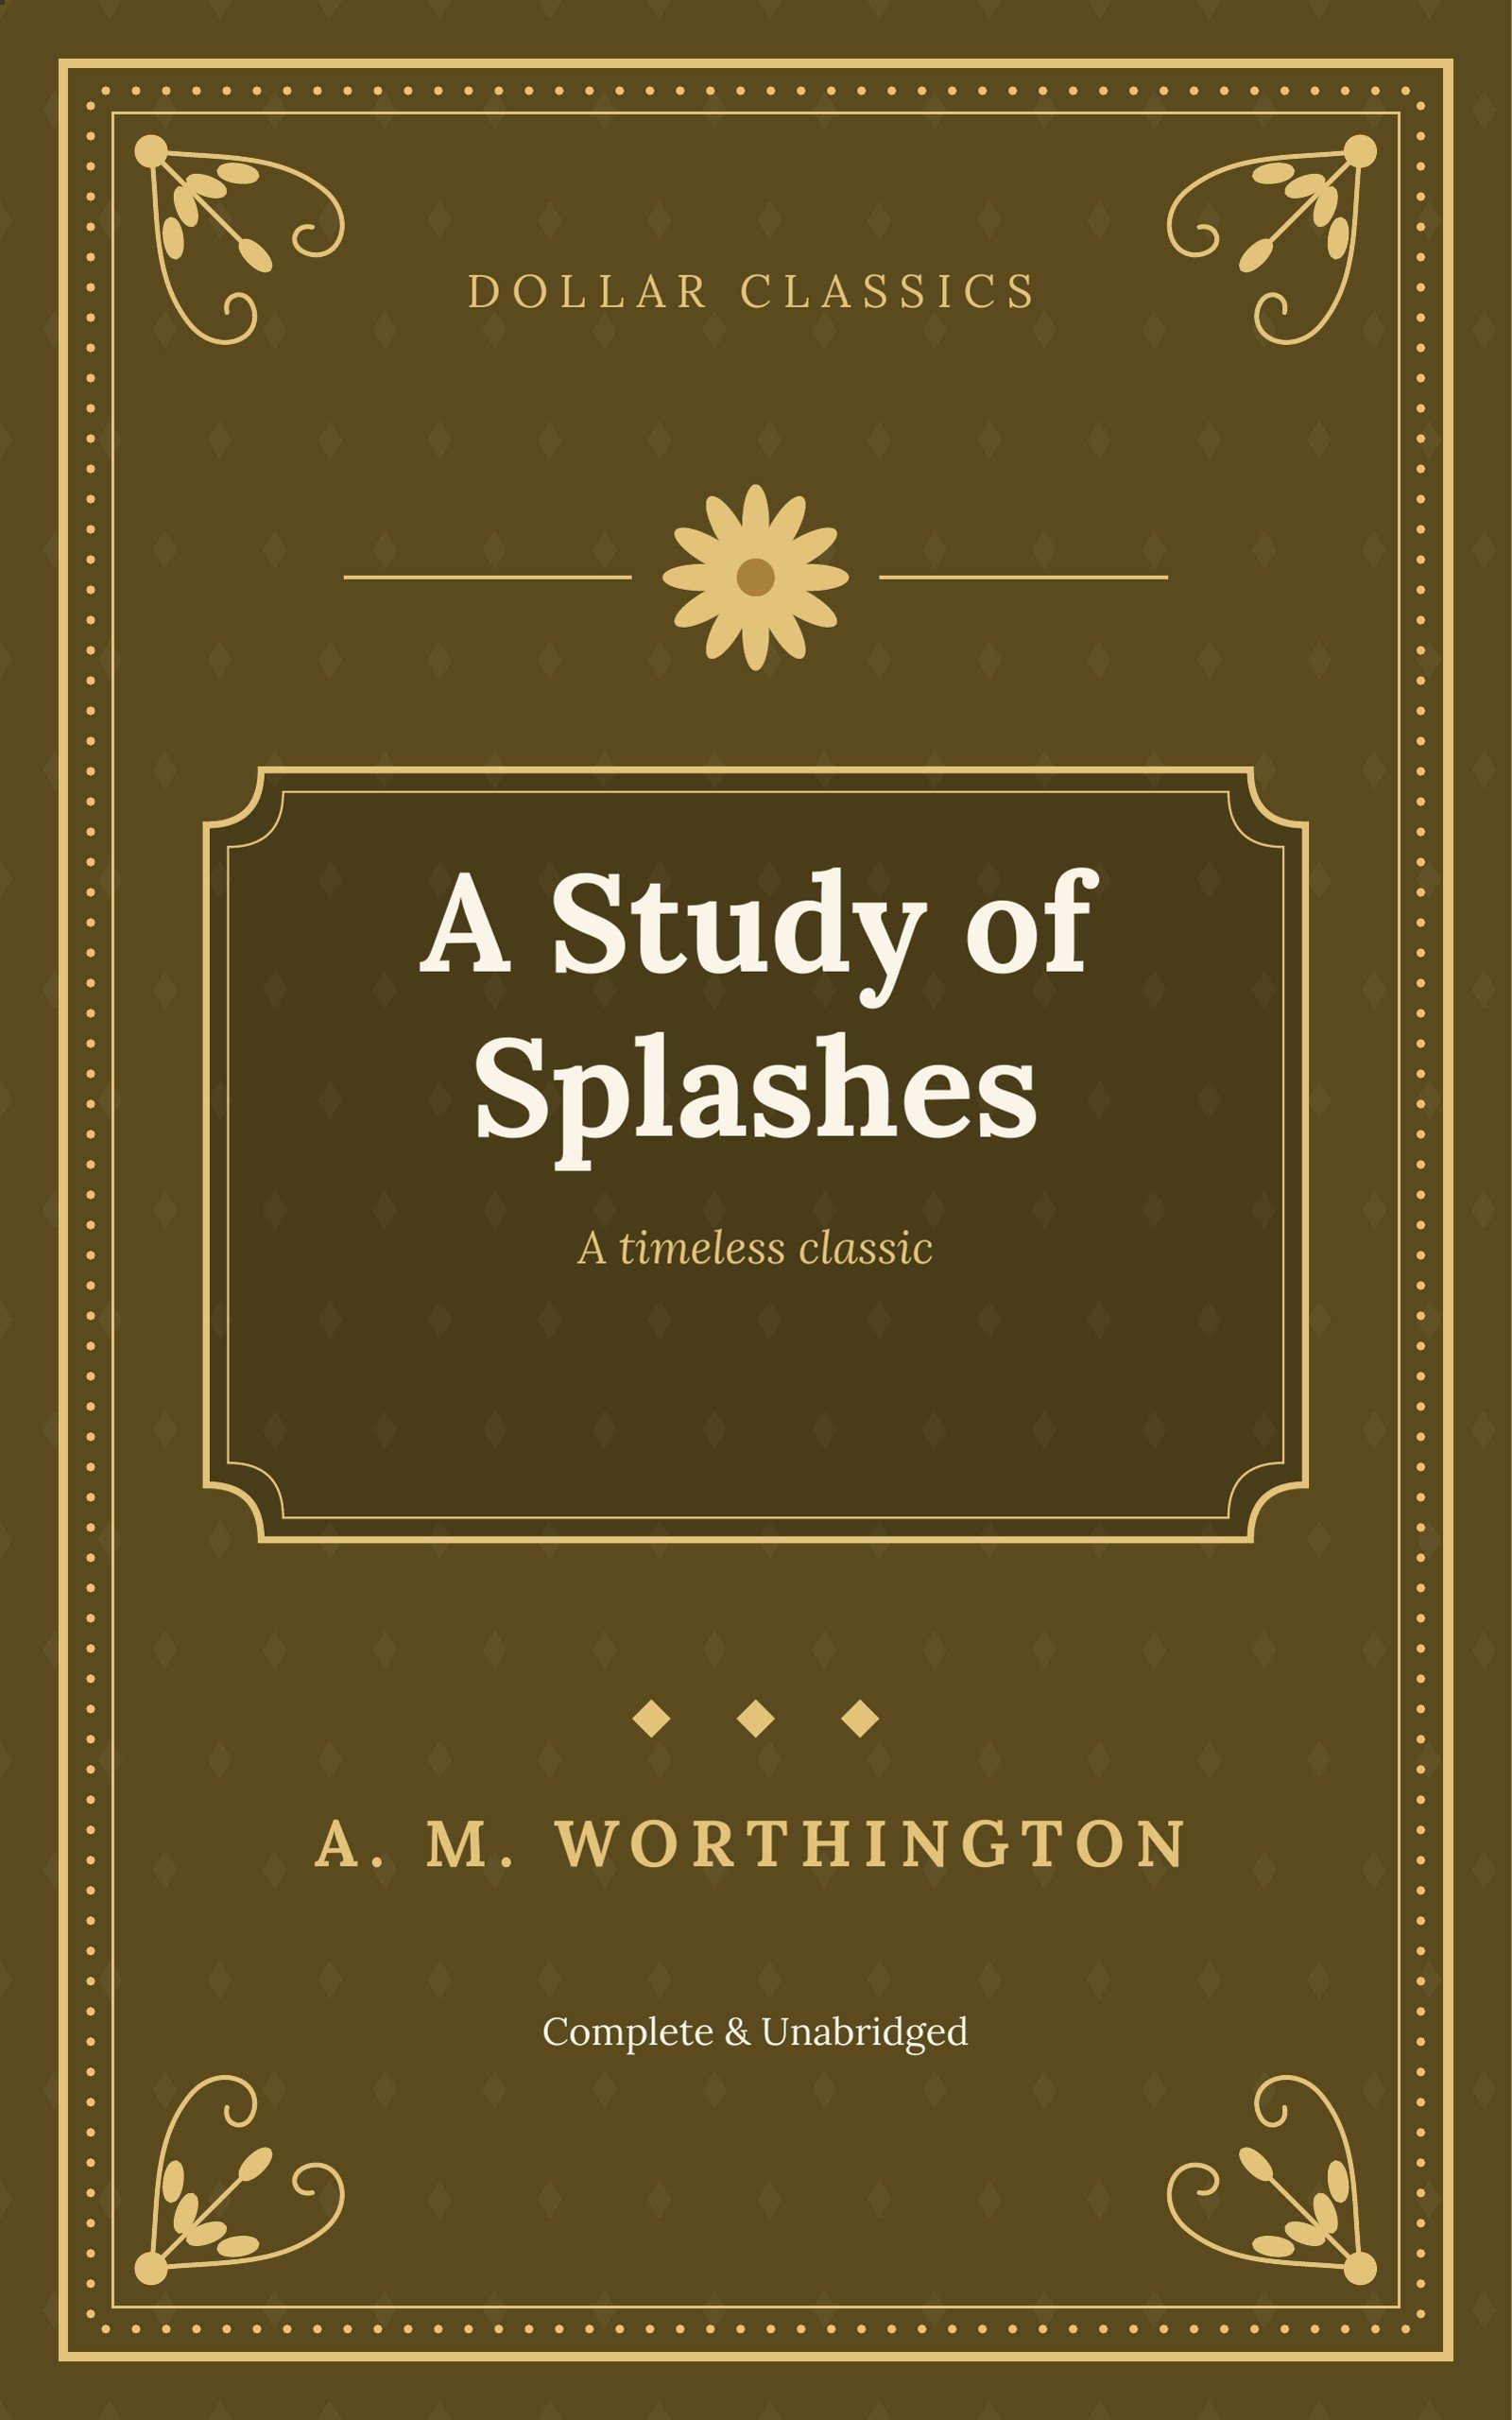 DOLLAR CLASSICS
A Study of
Splashes
A timeless classic
A. M. WORTHINGTON
Complete & Unabridged